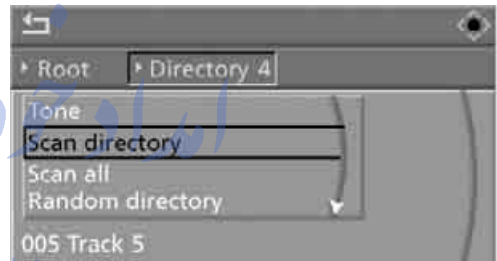 Root Directory 4
Tone
Scan directory
Scan all
Random directory
005 Track 5